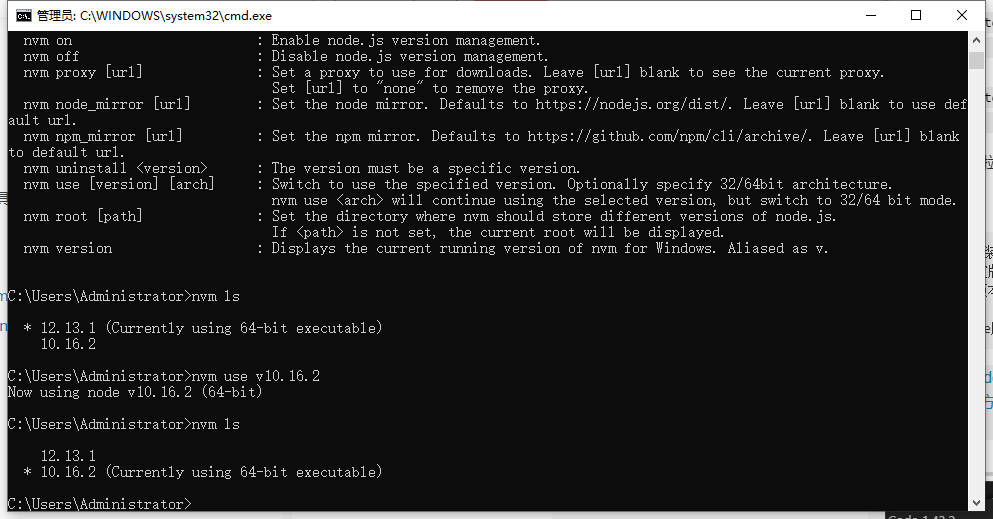 管理员: C:\WINDOWS\system32\cmd.exe
nvm on : Enable node.js version management.
nvm off : Disable node.js version management.
nvm proxy [url] : Set a proxy to use for downloads. Leave [url] blank to see the current proxy.
Set [url] to "none" to remove the proxy.
nvm node_mirror [url] : Set the node mirror. Defaults to https://nodejs.org/dist/. Leave [url] blank to use def
ault url.
nvm npm_mirror [url] : Set the npm mirror. Defaults to https://github.com/npm/cli/archive/. Leave [url] blank
to default url.
nvm uninstall <version> : The version must be a specific version.
nvm use [version] [arch] : Switch to use the specified version. Optionally specify 32/64bit architecture.
nvm use <arch> will continue using the selected version, but switch to 32/64 bit mode.
nvm root [path] : Set the directory where nvm should store different versions of node.js.
If <path> is not set, the current root will be displayed.
nvm version : Displays the current running version of nvm for Windows. Aliased as v.
C:\Users\Administrator>nvm ls
* 12.13.1 (Currently using 64-bit executable)
10.16.2
C:\Users\Administrator>nvm use v10.16.2
Now using node v10.16.2 (64-bit)
C:\Users\Administrator>nvm ls
12.13.1
* 10.16.2 (Currently using 64-bit executable)
C:\Users\Administrator>